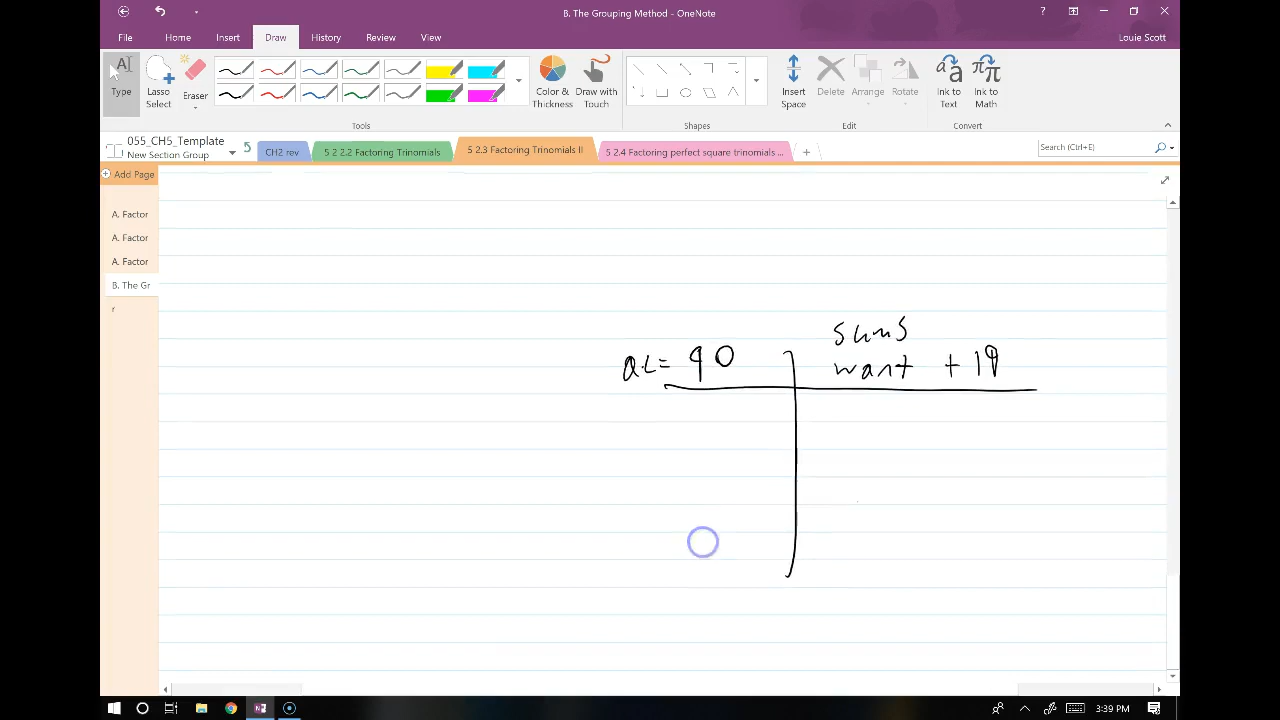 B. The Grouping Method - OneNote
File Home Insert Draw History Review View
Louie Scott
Type
Lasso Select
Eraser
Color & Thickness
Draw with Touch
Insert Space
Delete
Arrange
Rotate
Ink to Text
Ink to Math
Tools
Shapes
Edit
Convert
055_CH5_Template
New Section Group
CH2 rev
5 2 2.2 Factoring Trinomials
5 2.3 Factoring Trinomials II
5 2.4 Factoring perfect square trinomials ...
Search (Ctrl+E)
Add Page
A. Factor
A. Factor
A. Factor
B. The Gr
r
sums
ac= 90
want +19
3:39 PM